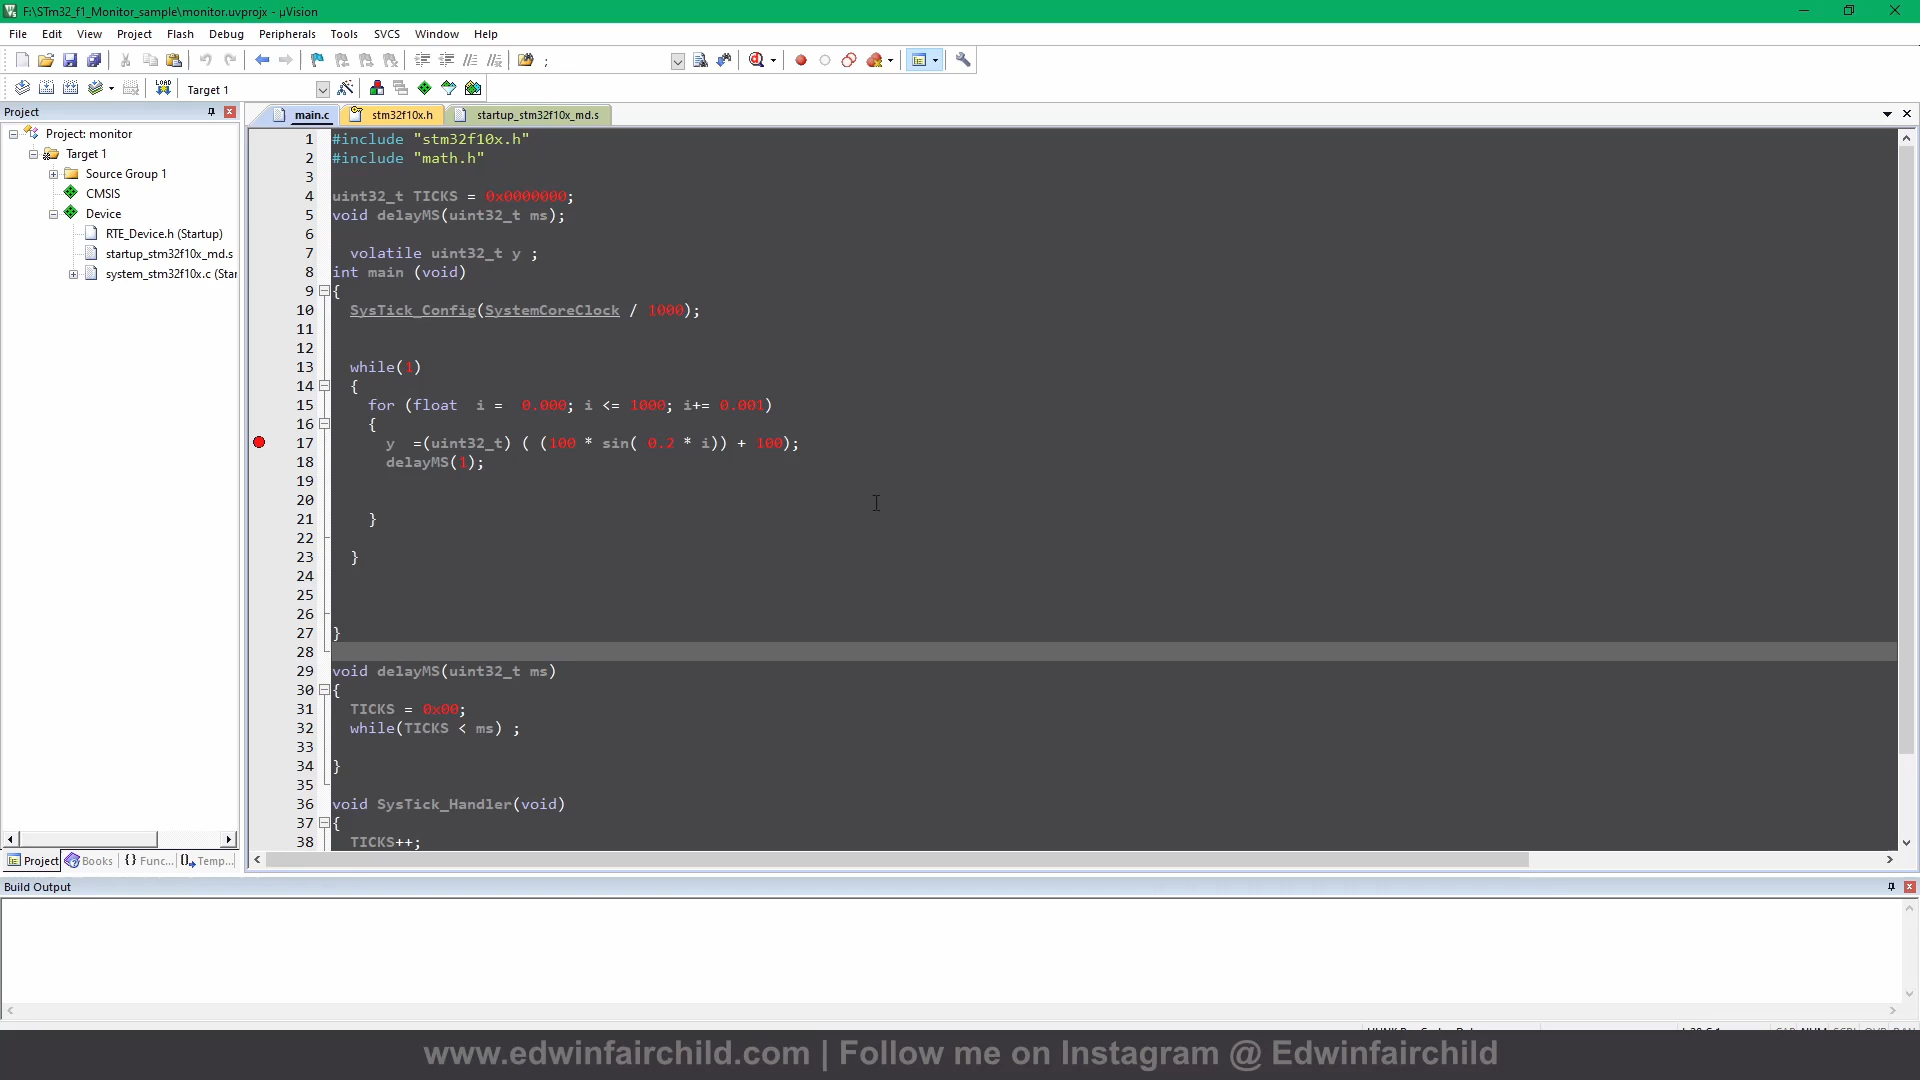 F:\STm32_f1_Monitor_sample\monitor.uvprojx - µVision
File Edit View Project Flash Debug Peripherals Tools SVCS Window Help
;
LOAD Target 1
Project
main.c stm32f10x.h startup_stm32f10x_md.s
Project: monitor
Target 1
Source Group 1
CMSIS
Device
RTE_Device.h (Startup)
startup_stm32f10x_md.s
system_stm32f10x.c (Star
1 #include "stm32f10x.h"
2 #include "math.h"
3
4 uint32_t TICKS = 0x0000000;
5 void delayMS(uint32_t ms);
6
7 volatile uint32_t y ;
8 int main (void)
9 {
10 SysTick_Config(SystemCoreClock / 1000);
11
12
13 while(1)
14 {
15 for (float i = 0.000; i <= 1000; i+= 0.001)
16 {
17 y =(uint32_t) ( (100 * sin( 0.2 * i)) + 100);
18 delayMS(1);
19
20
21 }
22
23 }
24
25
26
27 }
28
29 void delayMS(uint32_t ms)
30 {
31 TICKS = 0x00;
32 while(TICKS < ms) ;
33
34 }
35
36 void SysTick_Handler(void)
37 {
38 TICKS++;
Project Books {} Func... Temp...
Build Output
www.edwinfairchild.com | Follow me on Instagram @ Edwinfairchild